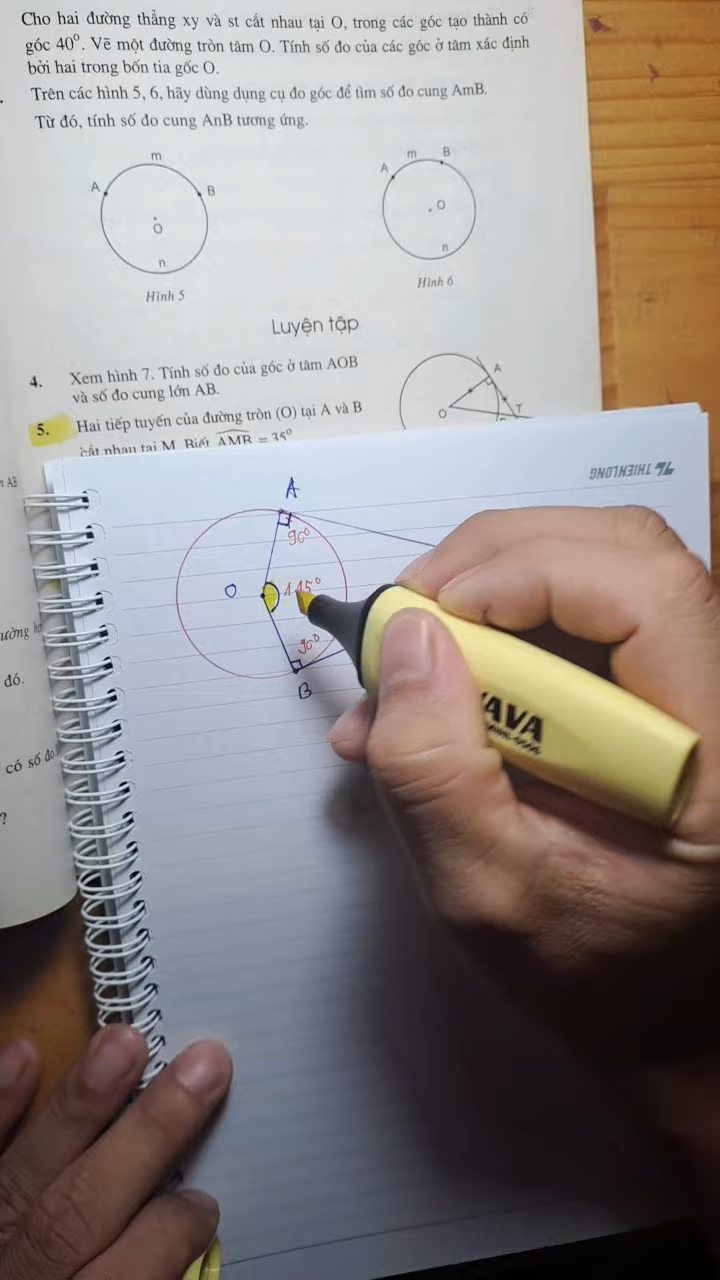 Cho hai đường thẳng xy và st cắt nhau tại O, trong các góc tạo thành có
góc 40°. Vẽ một đường tròn tâm O. Tính số đo của các góc ở tâm xác định
bởi hai trong bốn tia gốc O.
Trên các hình 5, 6, hãy dùng dụng cụ đo góc để tìm số đo cung AmB.
Từ đó, tính số đo cung AnB tương ứng.
m
A
B
O
n
Hình 5
m
B
A
O
n
Hình 6
Luyện tập
4. Xem hình 7. Tính số đo của góc ở tâm AOB
và số đo cung lớn AB.
A
O
T
5. Hai tiếp tuyến của đường tròn (O) tại A và B
cắt nhau tại M. Biết AMB = 35°
AB
đó.
có số đo
?
THIENLONG
A
90°
O
145°
90°
B